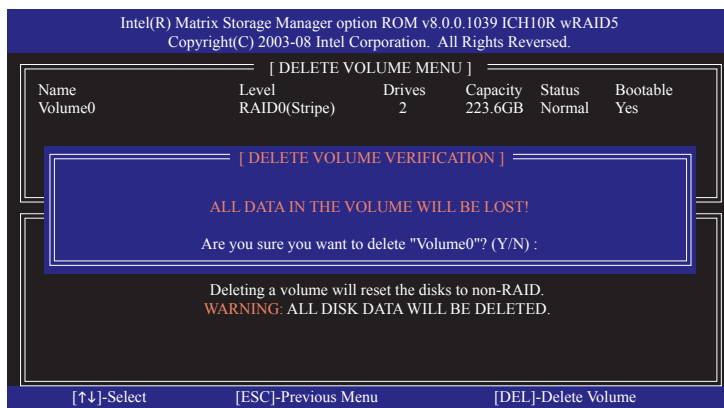 Intel(R) Matrix Storage Manager option ROM v8.0.0.1039 ICH10R wRAID5
Copyright(C) 2003-08 Intel Corporation. All Rights Reversed.
[ DELETE VOLUME MENU ]
Name Level Drives Capacity Status Bootable
Volume0 RAID0(Stripe) 2 223.6GB Normal Yes
[ DELETE VOLUME VERIFICATION ]
ALL DATA IN THE VOLUME WILL BE LOST!
Are you sure you want to delete "Volume0"? (Y/N) :
Deleting a volume will reset the disks to non-RAID.
WARNING: ALL DISK DATA WILL BE DELETED.
[↑↓]-Select [ESC]-Previous Menu [DEL]-Delete Volume